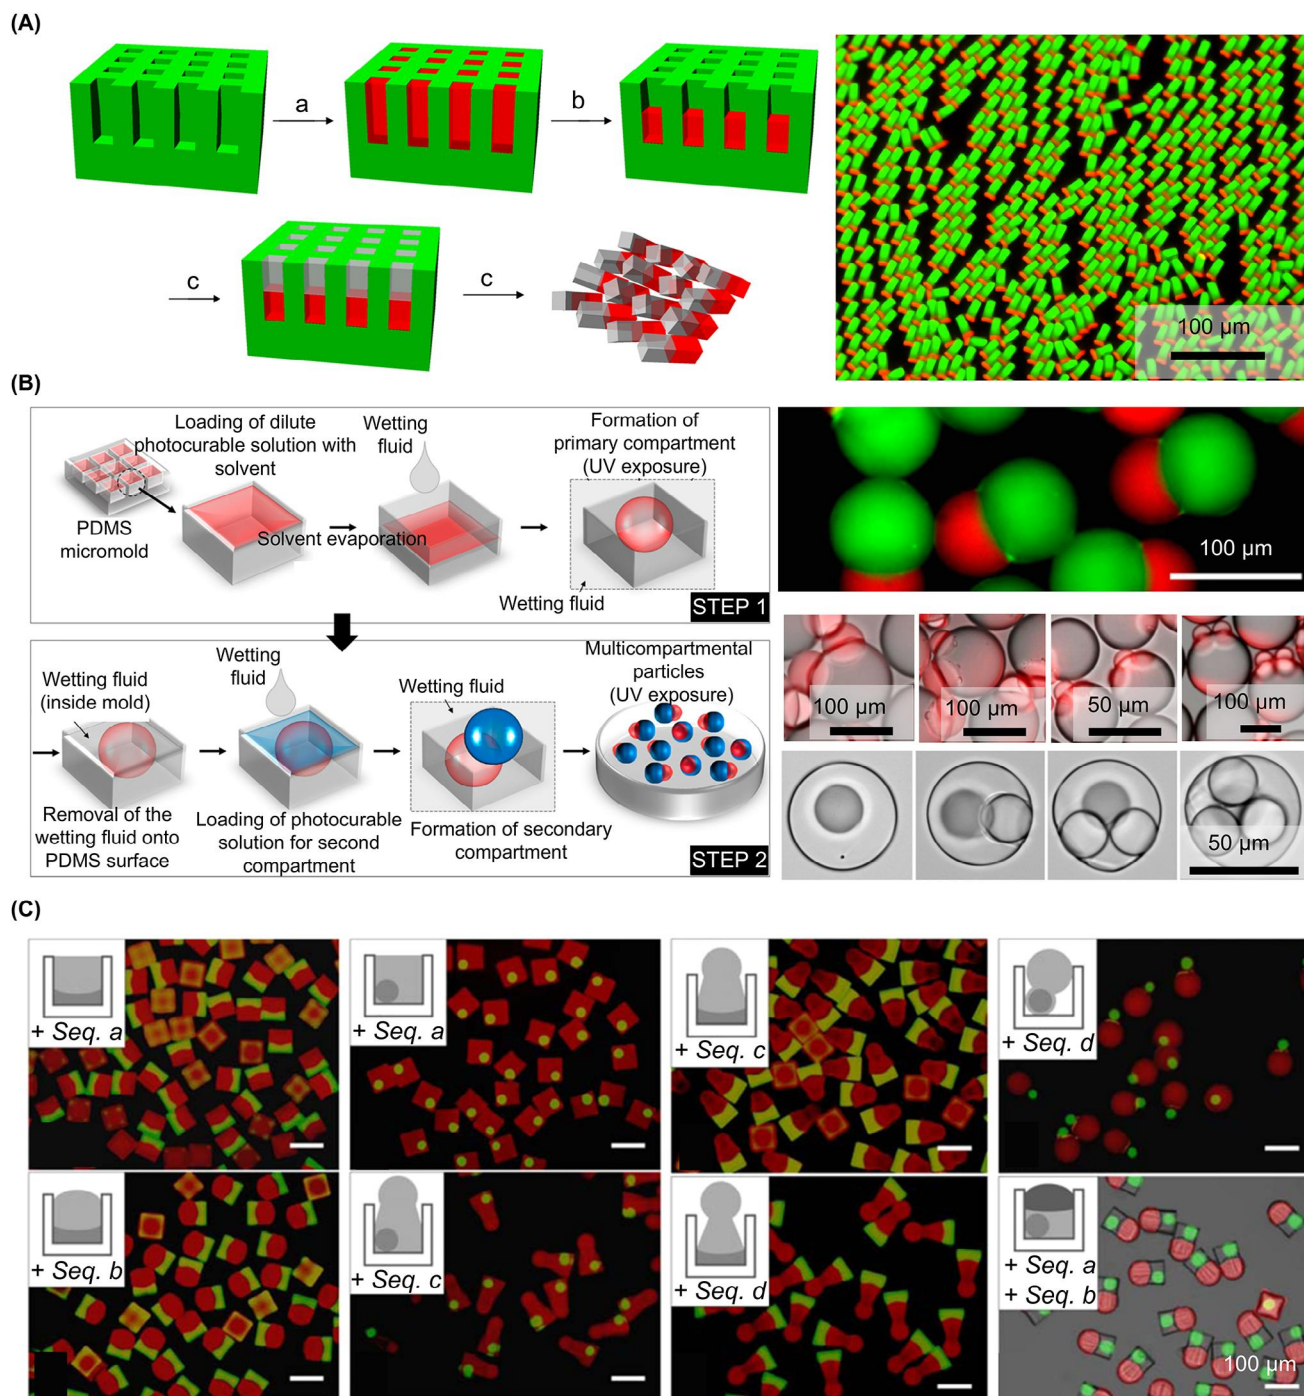 (A)
a
b
c
c
100 µm
(B)
Loading of dilute
photocurable solution with
solvent
PDMS
micromold
Wetting
fluid
Solvent evaporation
Formation of
primary compartment
(UV exposure)
Wetting fluid
STEP 1
100 µm
Wetting fluid
(inside mold)
Removal of the
wetting fluid onto
PDMS surface
Wetting
fluid
Loading of photocurable
solution for second
compartment
Wetting fluid
Formation of secondary
compartment
Multicompartmental
particles
(UV exposure)
STEP 2
100 µm
100 µm
50 µm
100 µm
50 µm
(C)
+ Seq. a
+ Seq. a
+ Seq. c
+ Seq. d
+ Seq. b
+ Seq. c
+ Seq. d
+ Seq. a
+ Seq. b
100 µm